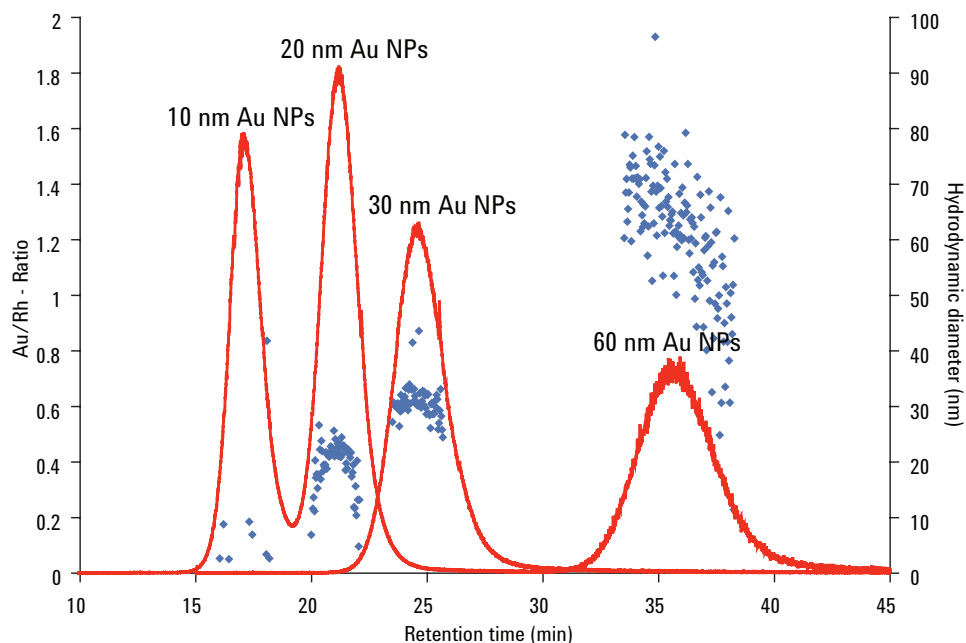 20 nm Au NPs
10 nm Au NPs
30 nm Au NPs
60 nm Au NPs
Au/Rh - Ratio
2
1.8
1.6
1.4
1.2
1
0.8
0.6
0.4
0.2
0
Hydrodynamic diameter (nm)
100
90
80
70
60
50
40
30
20
10
0
10 15 20 25 30 35 40 45
Retention time (min)